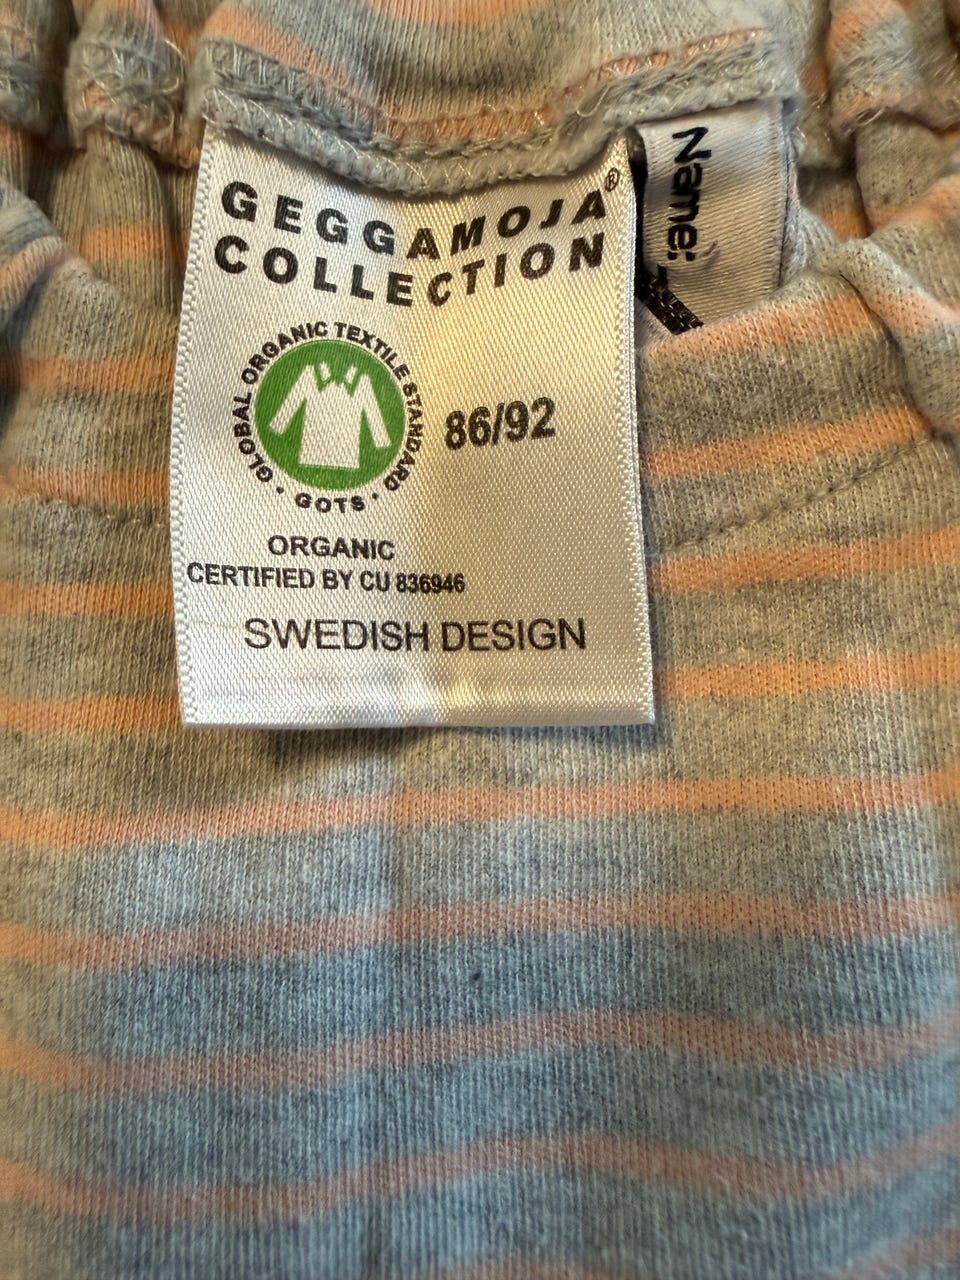 GEGGAMOJA®
COLLECTION
GLOBAL ORGANIC TEXTILE STANDARD
· GOTS ·
86/92
ORGANIC
CERTIFIED BY CU 836946
SWEDISH DESIGN
Name: